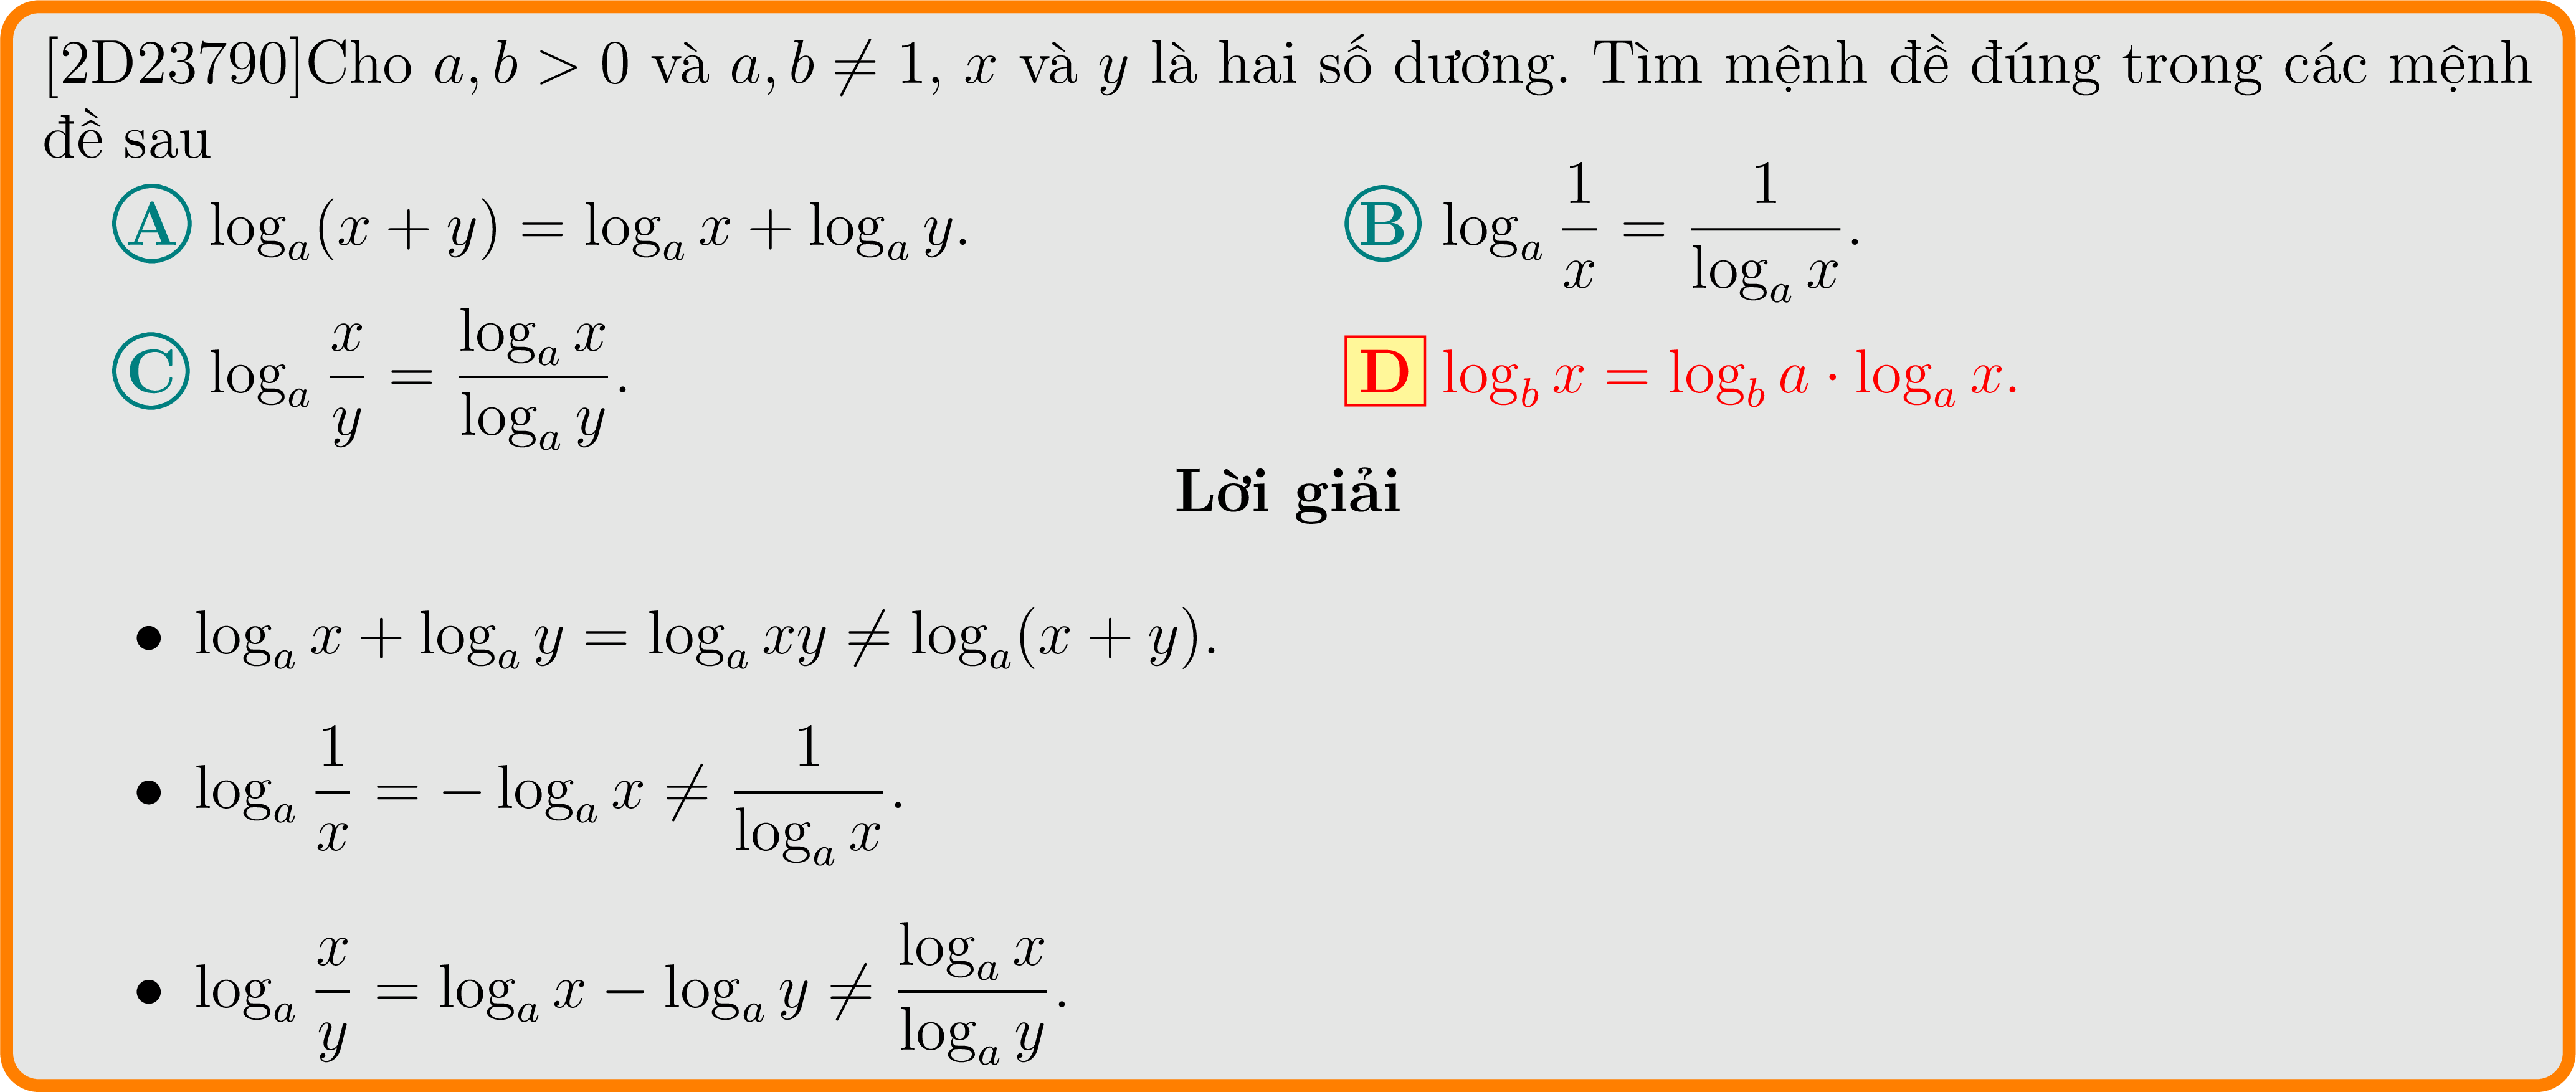 [2D23790]Cho $a, b > 0$ và $a, b \neq 1$, $x$ và $y$ là hai số dương. Tìm mệnh đề đúng trong các mệnh
đề sau
Ⓐ $\log_a(x + y) = \log_a x + \log_a y$. Ⓑ $\log_a \frac{1}{x} = \frac{1}{\log_a x}$.
Ⓒ $\log_a \frac{x}{y} = \frac{\log_a x}{\log_a y}$. D $\log_b x = \log_b a \cdot \log_a x$.
Lời giải
• $\log_a x + \log_a y = \log_a xy \neq \log_a(x + y)$.
• $\log_a \frac{1}{x} = -\log_a x \neq \frac{1}{\log_a x}$.
• $\log_a \frac{x}{y} = \log_a x - \log_a y \neq \frac{\log_a x}{\log_a y}$.